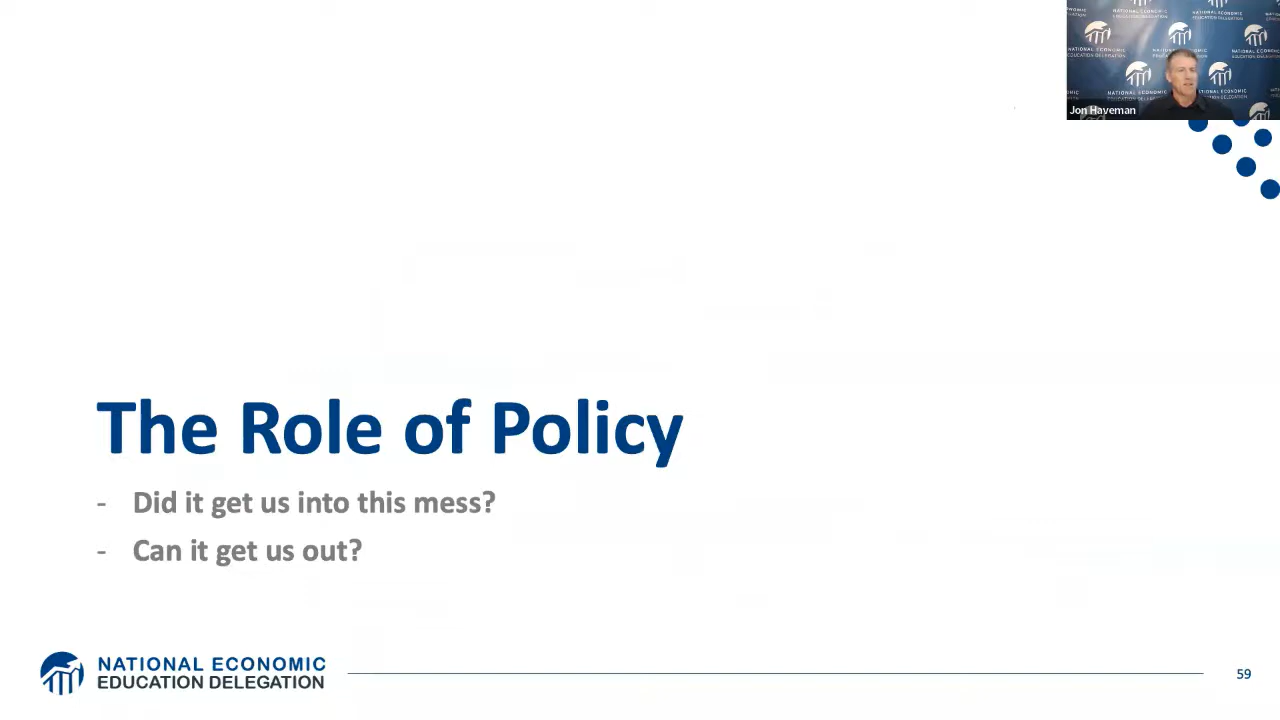 Jon Haveman
The Role of Policy
- Did it get us into this mess?
- Can it get us out?
NATIONAL ECONOMIC
EDUCATION DELEGATION
59